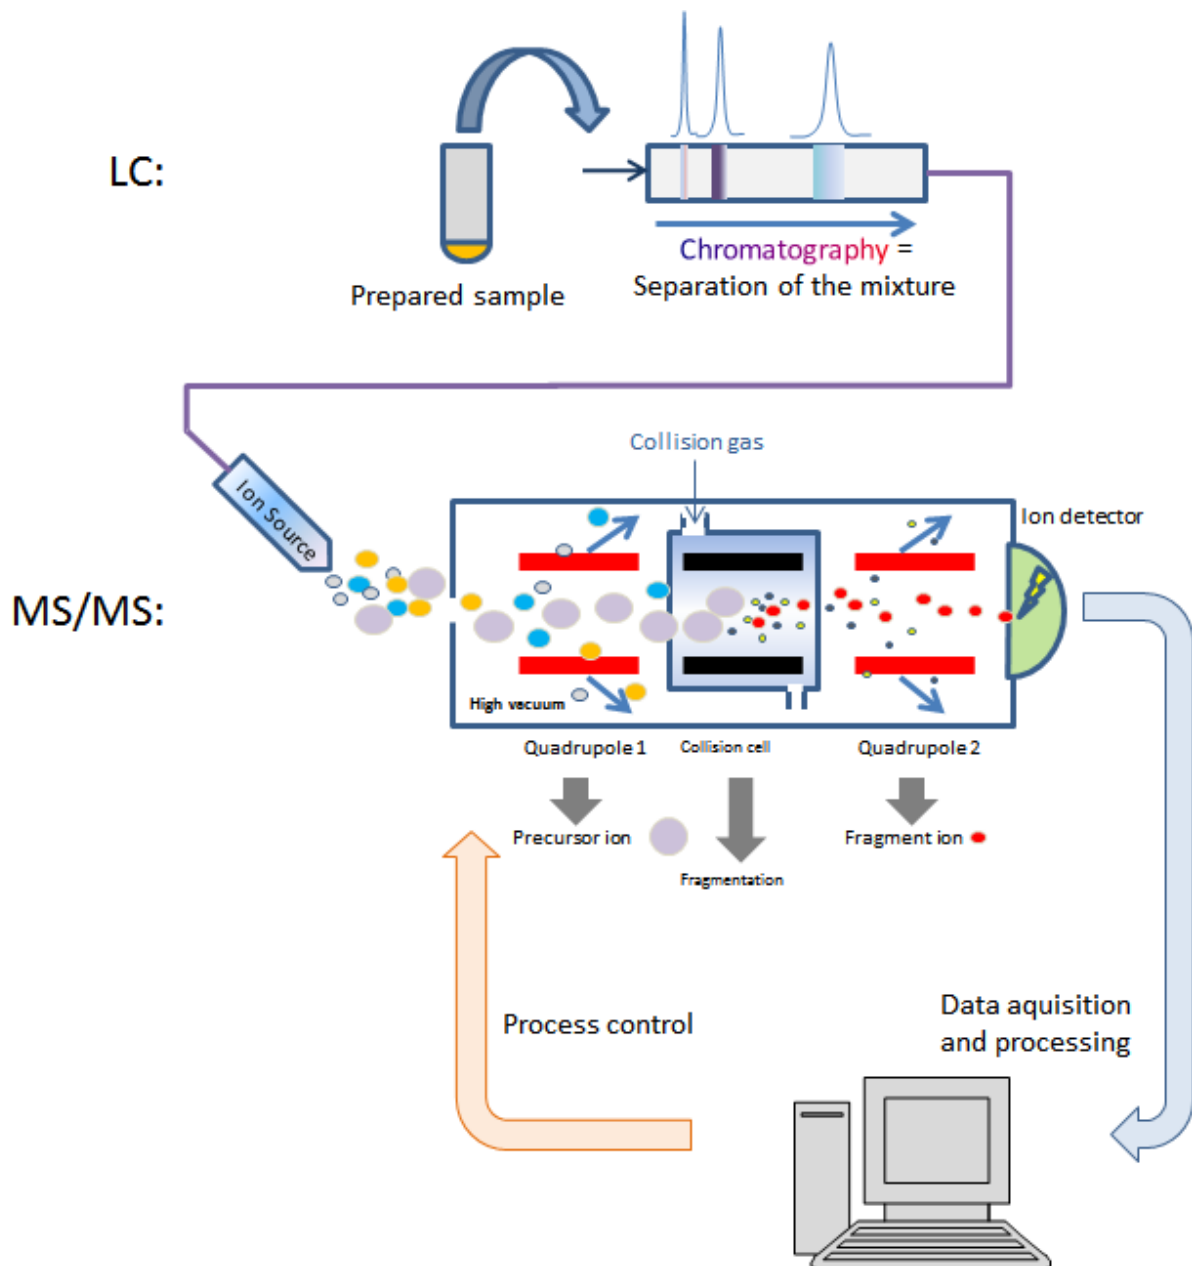 LC:
Prepared sample
Chromatography =
Separation of the mixture
Collision gas
Ion Source
Ion detector
MS/MS:
High vacuum
Quadrupole 1
Collision cell
Quadrupole 2
Precursor ion
Fragment ion
Fragmentation
Process control
Data aquisition
and processing